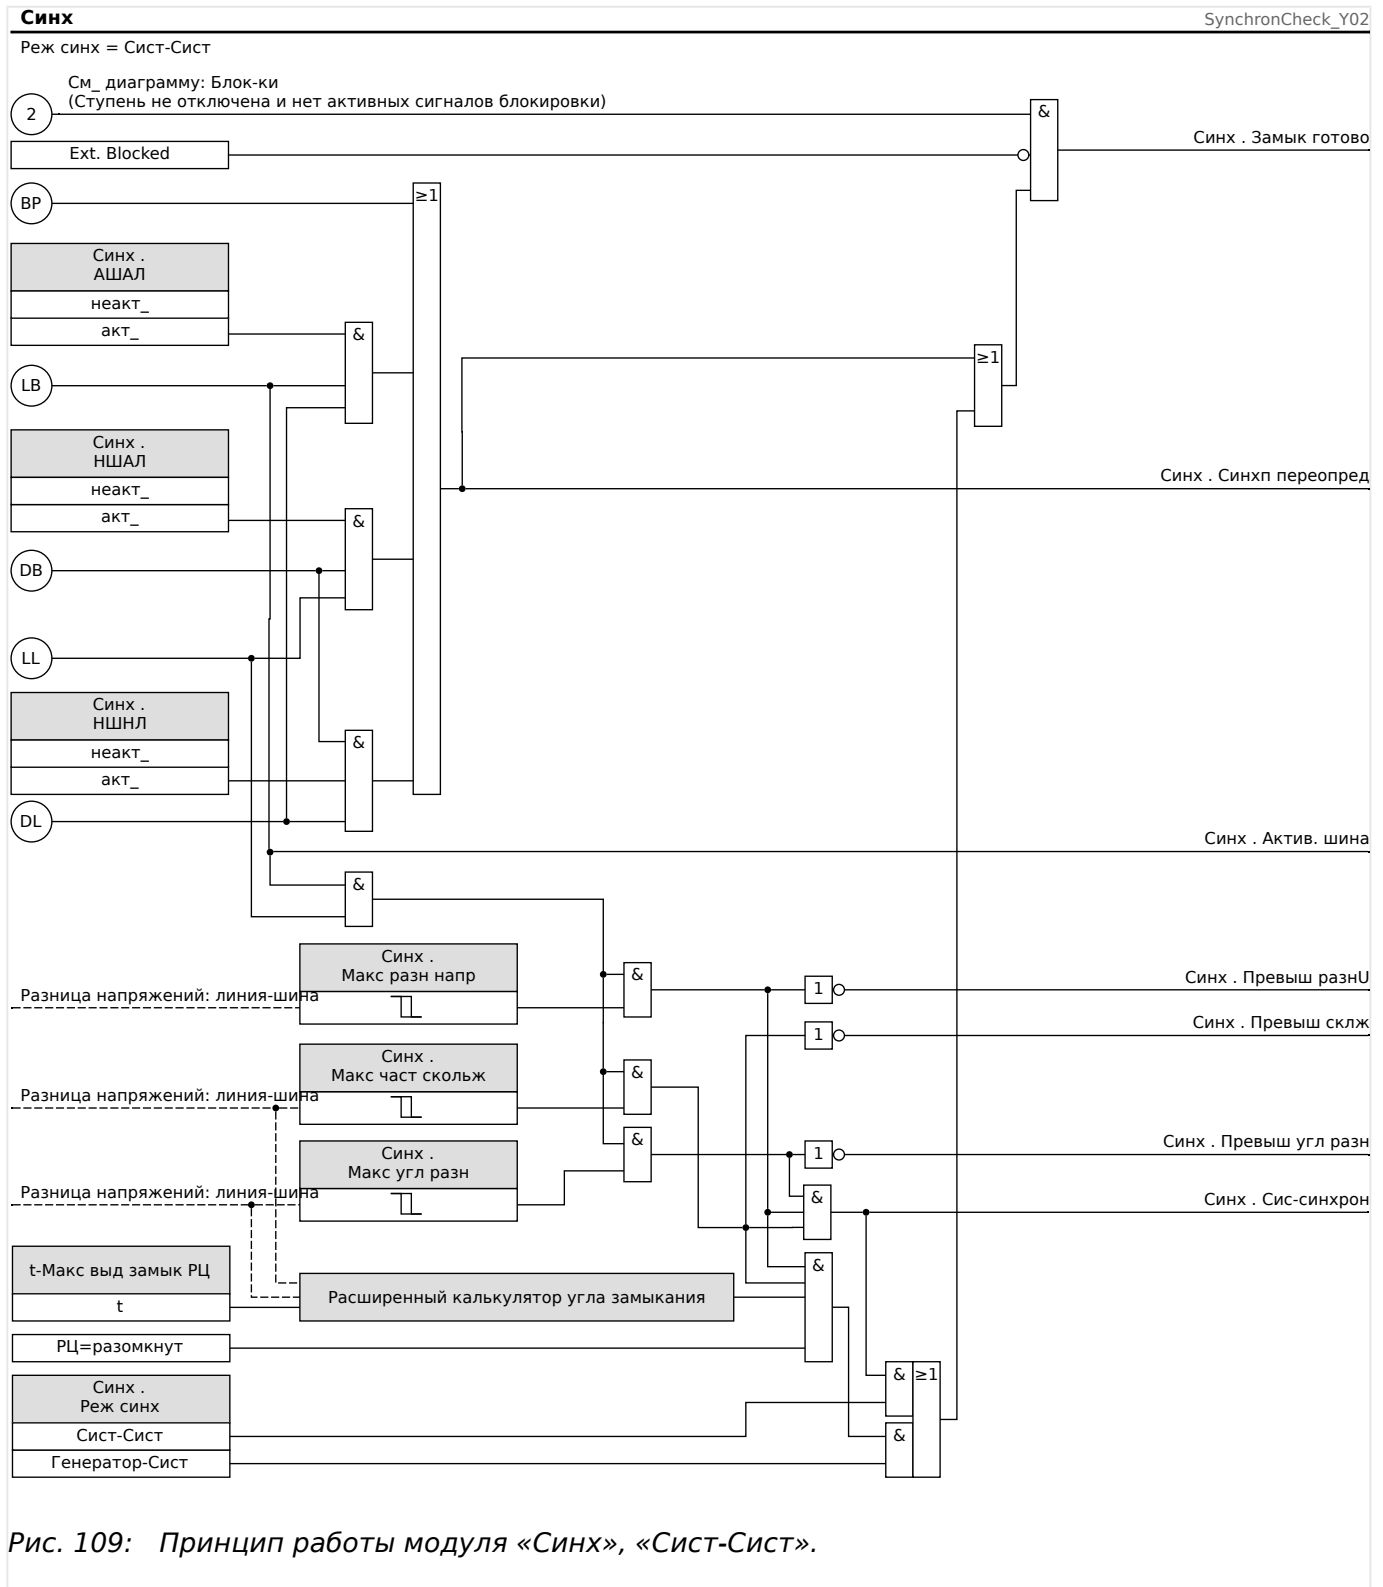 Синх
SynchronCheck_Y02
Реж синх = Сист-Сист
См_ диаграмму: Блок-ки
(Ступень не отключена и нет активных сигналов блокировки)
2
&
Синх . Замык готово
Ext. Blocked
BP
≥1
Синх .
АШАЛ
неакт_
акт_
&
≥1
LB
Синх .
НШАЛ
неакт_
акт_
&
Синх . Синхп переопред
DB
LL
Синх .
НШНЛ
неакт_
акт_
&
DL
Синх . Актив. шина
&
Синх .
Макс разн напр
Разница напряжений: линия-шина
&
1
Синх . Превыш разнU
1
Синх . Превыш склж
Синх .
Макс част скольж
Разница напряжений: линия-шина
&
Синх .
Макс угл разн
Разница напряжений: линия-шина
&
1
Синх . Превыш угл разн
&
Синх . Сис-синхрон
t-Макс выд замык РЦ
t
Расширенный калькулятор угла замыкания
&
РЦ=разомкнут
Синх .
Реж синх
Сист-Сист
Генератор-Сист
&
≥1
&
Рис. 109: Принцип работы модуля «Синх», «Сист-Сист».